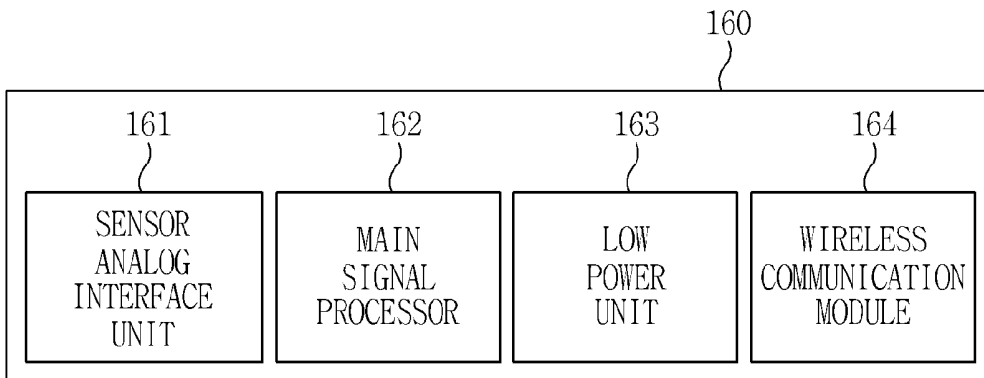 160
161
162
163
164
SENSOR
ANALOG
INTERFACE
UNIT
MAIN
SIGNAL
PROCESSOR
LOW
POWER
UNIT
WIRELESS
COMMUNICATION
MODULE